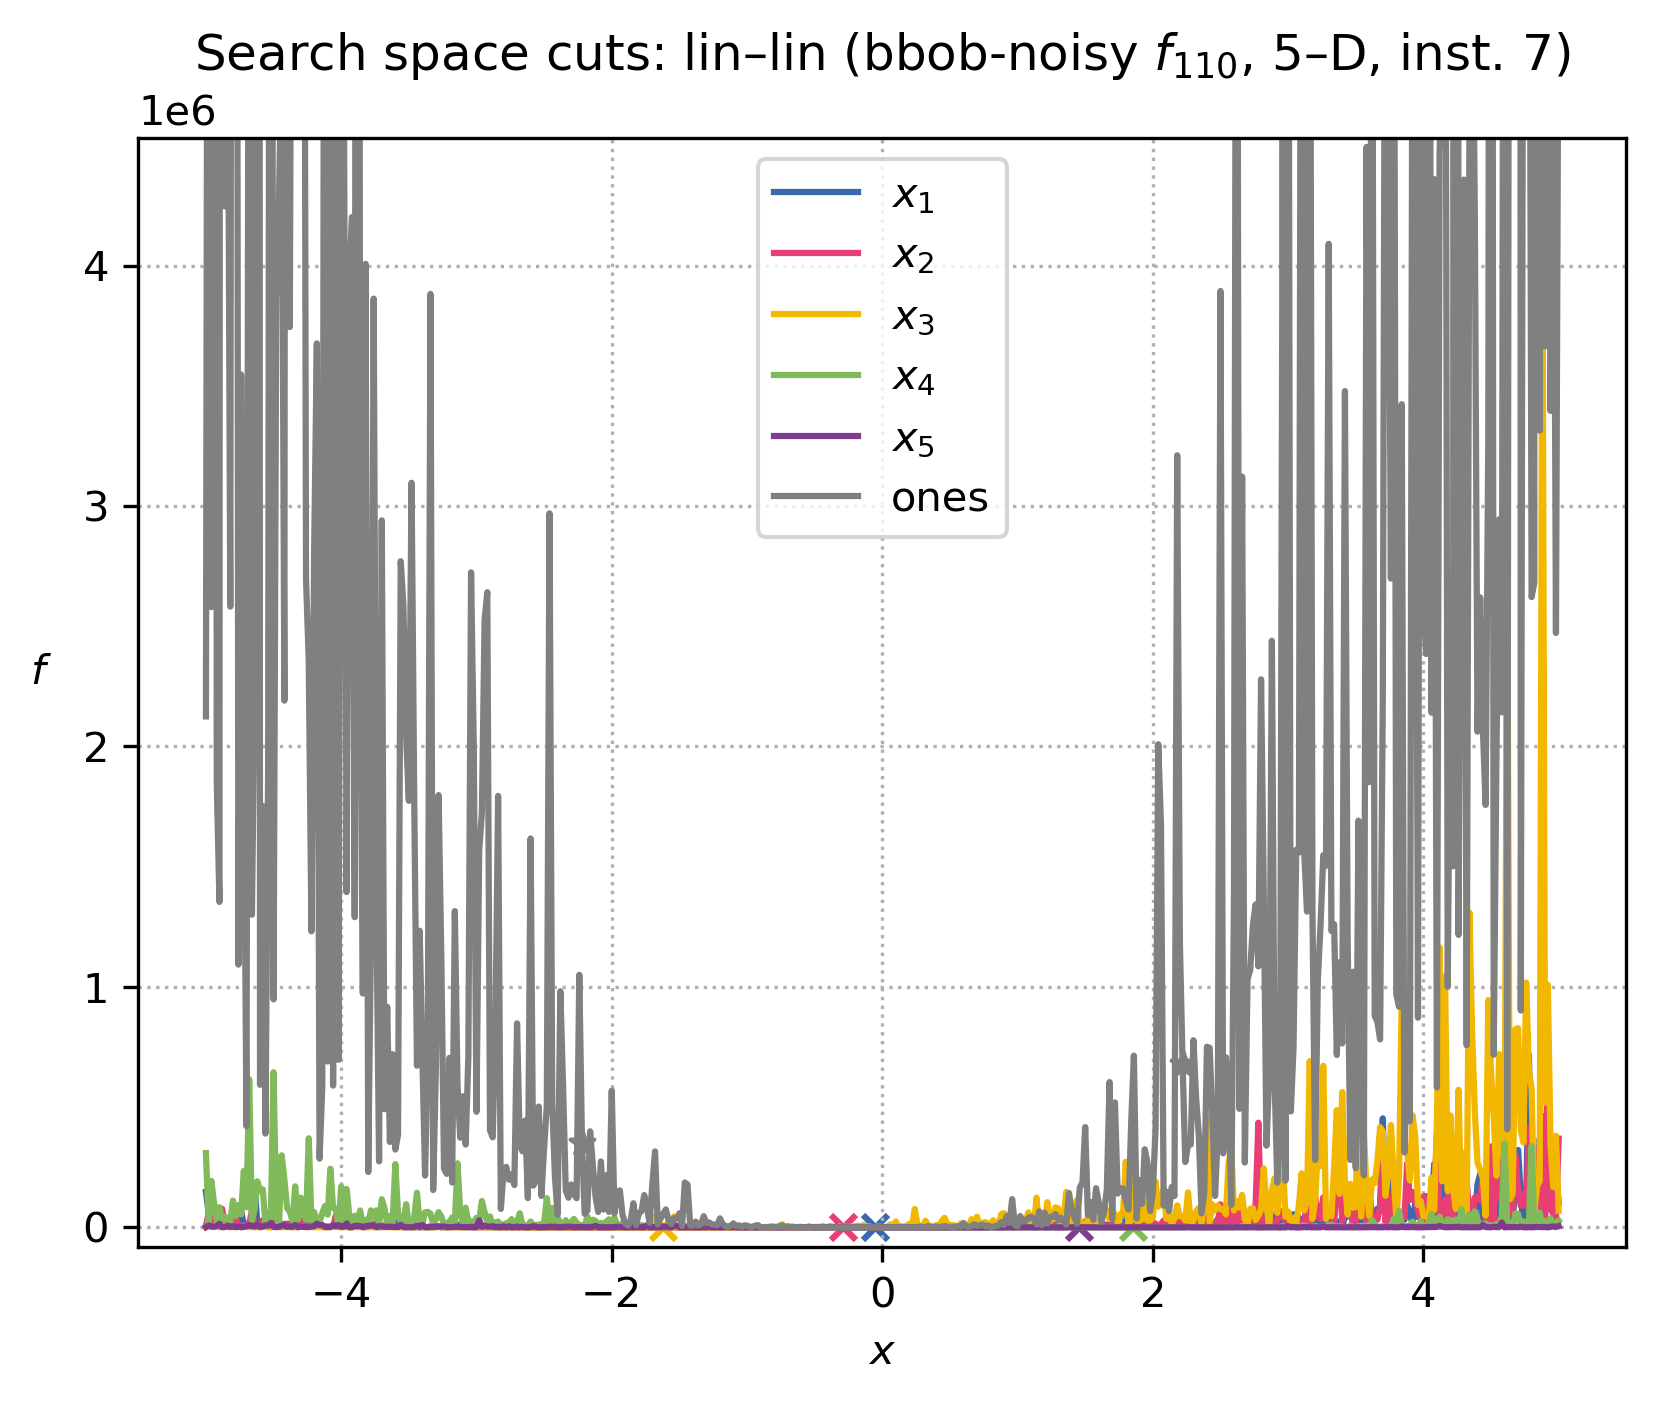 Search space cuts: lin–lin (bbob-noisy f₁₁₀, 5–D, inst. 7)
1e6
x₁
x₂
x₃
x₄
x₅
ones
4
3
2
1
0
f
−4 −2 0 2 4
x